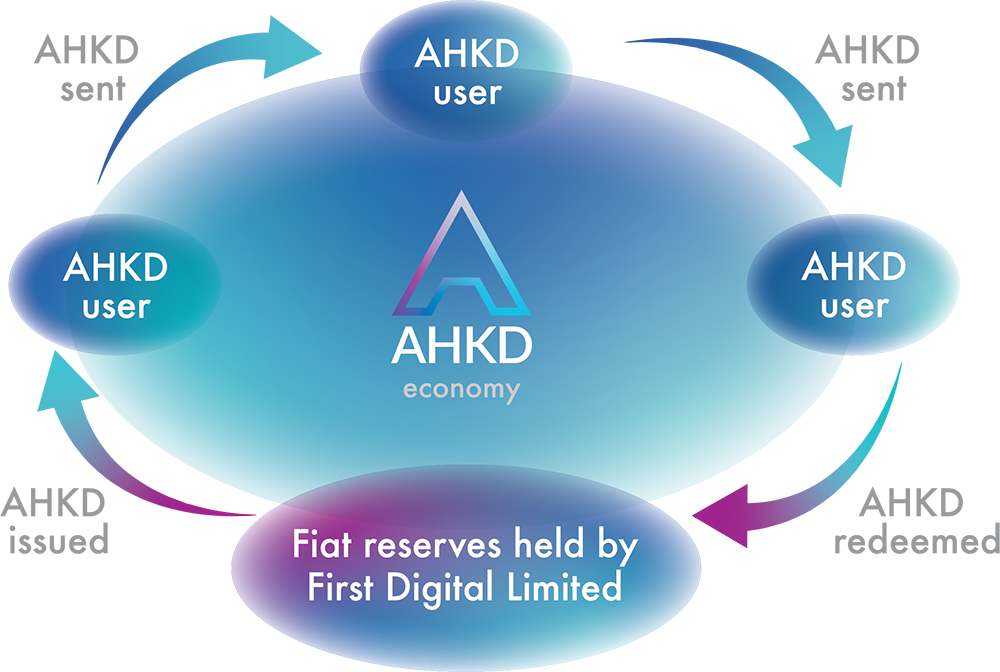 AHKD
sent
AHKD
user
AHKD
sent
AHKD
user
AHKD
economy
AHKD
user
AHKD
issued
Fiat reserves held by
First Digital Limited
AHKD
redeemed